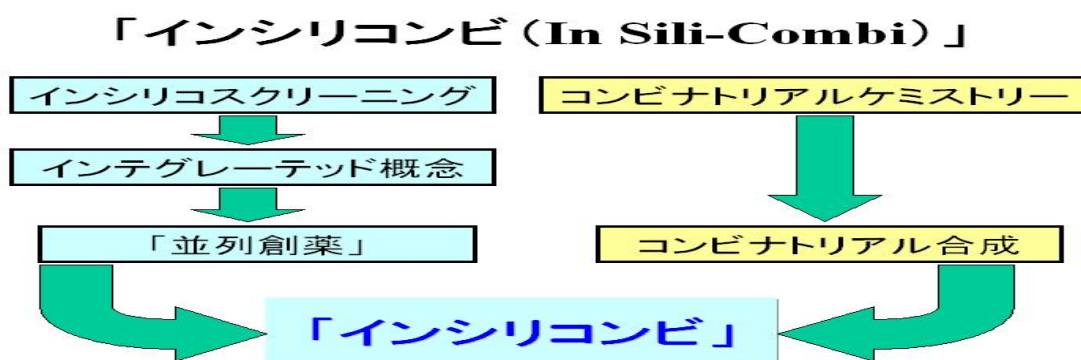 「インシリコンビ（In Sili-Combi）」
インシリコスクリーニング
インテグレーテッド概念
「並列創薬」
コンビナトリアルケミストリー
コンビナトリアル合成
「インシリコンビ」